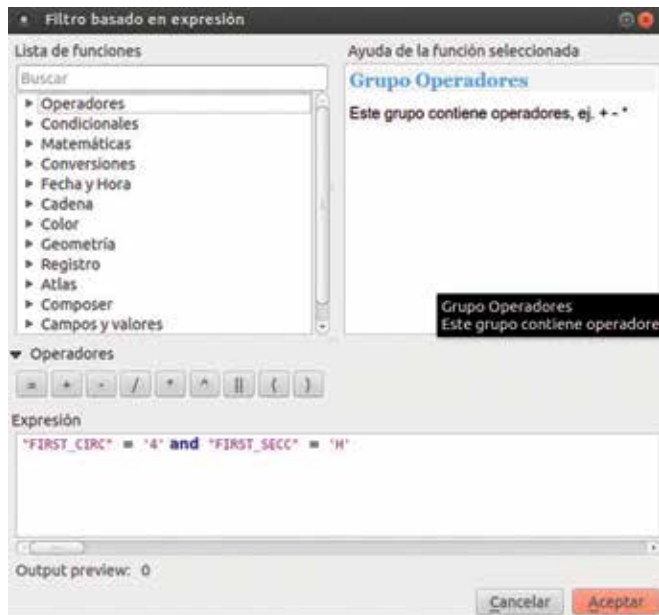 Filtro basado en expresión
Lista de funciones
Buscar
Operadores
Condicionales
Matemáticas
Conversiones
Fecha y Hora
Cadena
Color
Geometría
Registro
Atlas
Composer
Campos y valores
Ayuda de la función seleccionada
Grupo Operadores
Este grupo contiene operadores, ej. + - *
Grupo Operadores
Este grupo contiene operadore
Operadores
= + - / * ^ || ( )
Expresión
"FIRST_CIRC" = '4' and "FIRST_SECC" = 'H'
Output preview: 0
Cancelar Aceptar